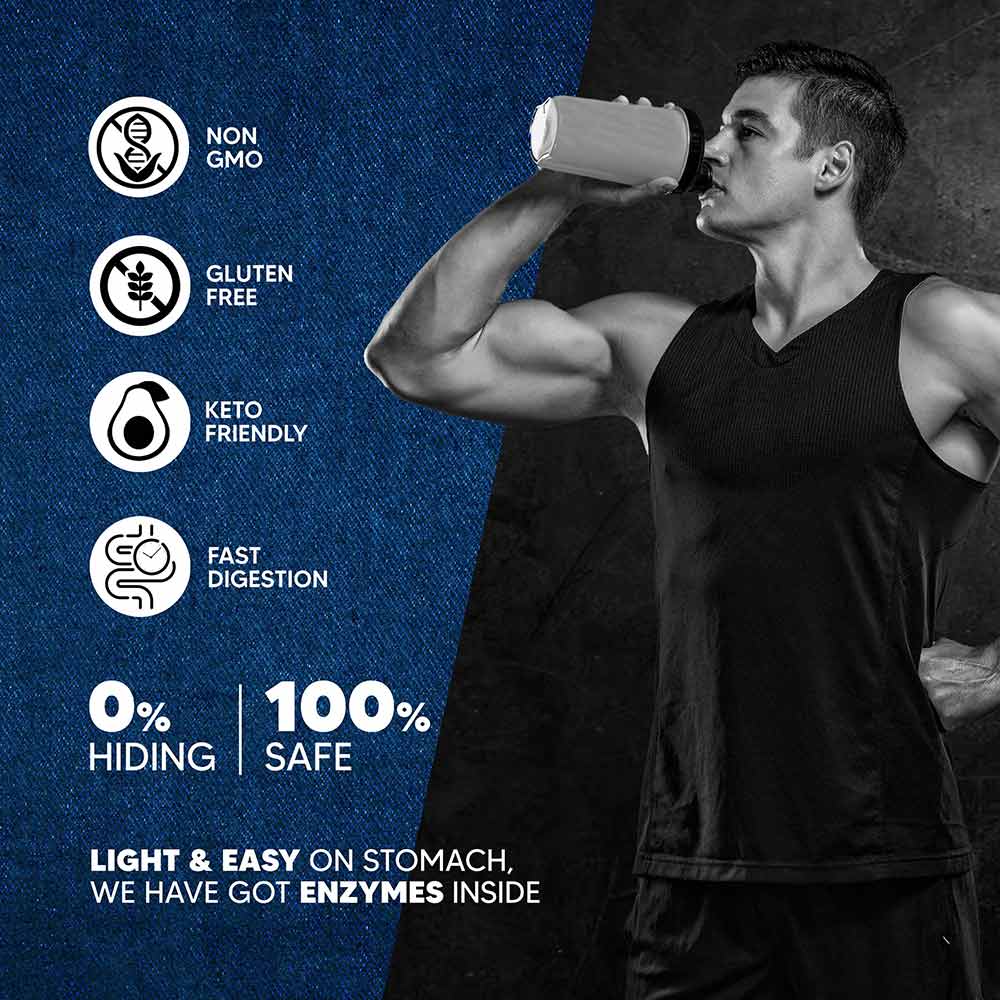 NON
GMO
GLUTEN
FREE
KETO
FRIENDLY
FAST
DIGESTION
0% 100%
HIDING SAFE
LIGHT & EASY ON STOMACH,
WE HAVE GOT ENZYMES INSIDE